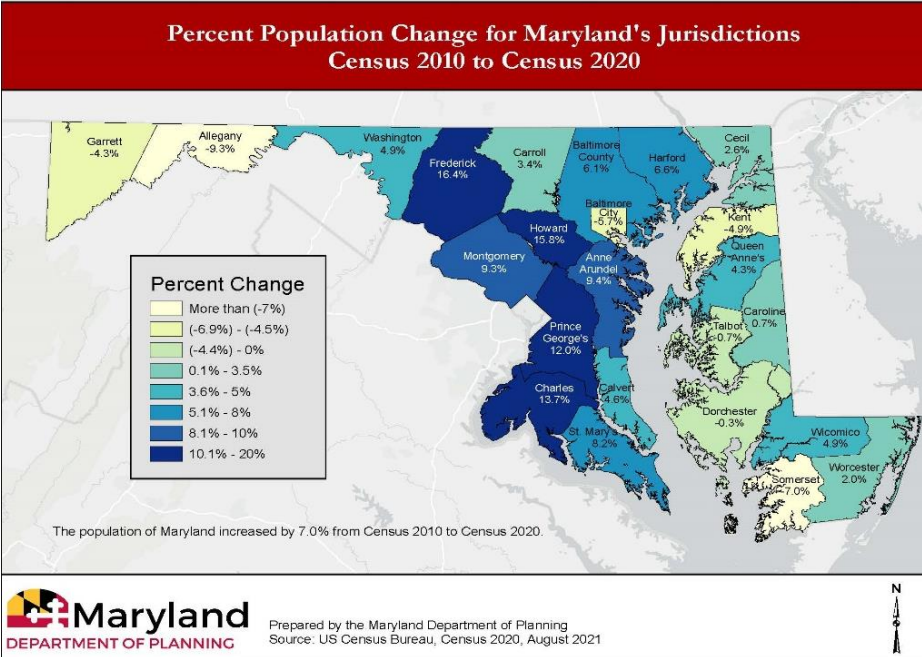 Percent Population Change for Maryland's Jurisdictions
Census 2010 to Census 2020
Garrett
-4.3%
Allegany
-9.3%
Washington
4.9%
Frederick
16.4%
Carroll
3.4%
Baltimore
County
6.1%
Harford
6.6%
Cecil
2.6%
Baltimore
City
-5.7%
Kent
-4.9%
Howard
15.8%
Queen
Anne's
4.3%
Montgomery
9.3%
Anne
Arundel
9.4%
Caroline
0.7%
Talbot
-0.7%
Prince
George's
12.0%
Charles
13.7%
Calvert
4.6%
Dorchester
-0.3%
St. Mary's
8.2%
Wicomico
4.9%
Somerset
-7.0%
Worcester
2.0%
Percent Change
More than (-7%)
(-6.9%) - (-4.5%)
(-4.4%) - 0%
0.1% - 3.5%
3.6% - 5%
5.1% - 8%
8.1% - 10%
10.1% - 20%
The population of Maryland increased by 7.0% from Census 2010 to Census 2020.
Maryland
DEPARTMENT OF PLANNING
Prepared by the Maryland Department of Planning
Source: US Census Bureau, Census 2020, August 2021
N